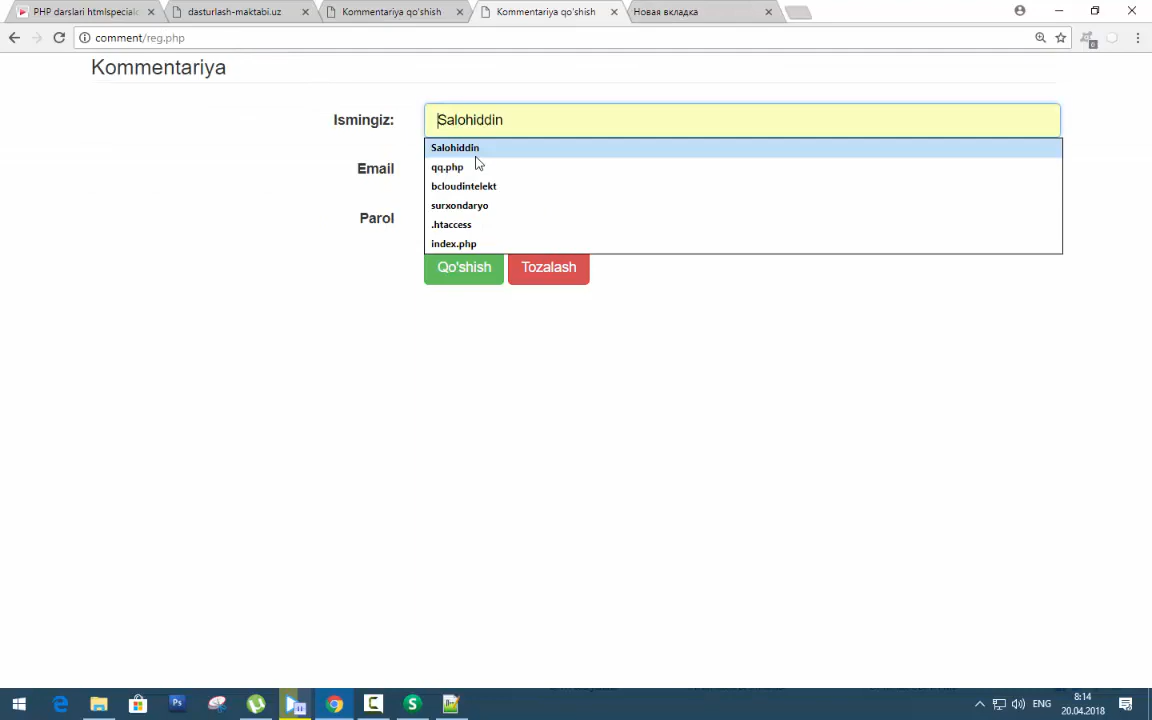 PHP darslari htmlspecialc
dasturlash-maktabi.uz
Kommentariya qo'shish
Kommentariya qo'shish
Новая вкладка
comment/reg.php
Kommentariya
Ismingiz:
Salohiddin
Salohiddin
Email
qq.php
bcloudintelekt
surxondaryo
Parol
.htaccess
index.php
Qo'shish
Tozalash
ENG
8:14
20.04.2018